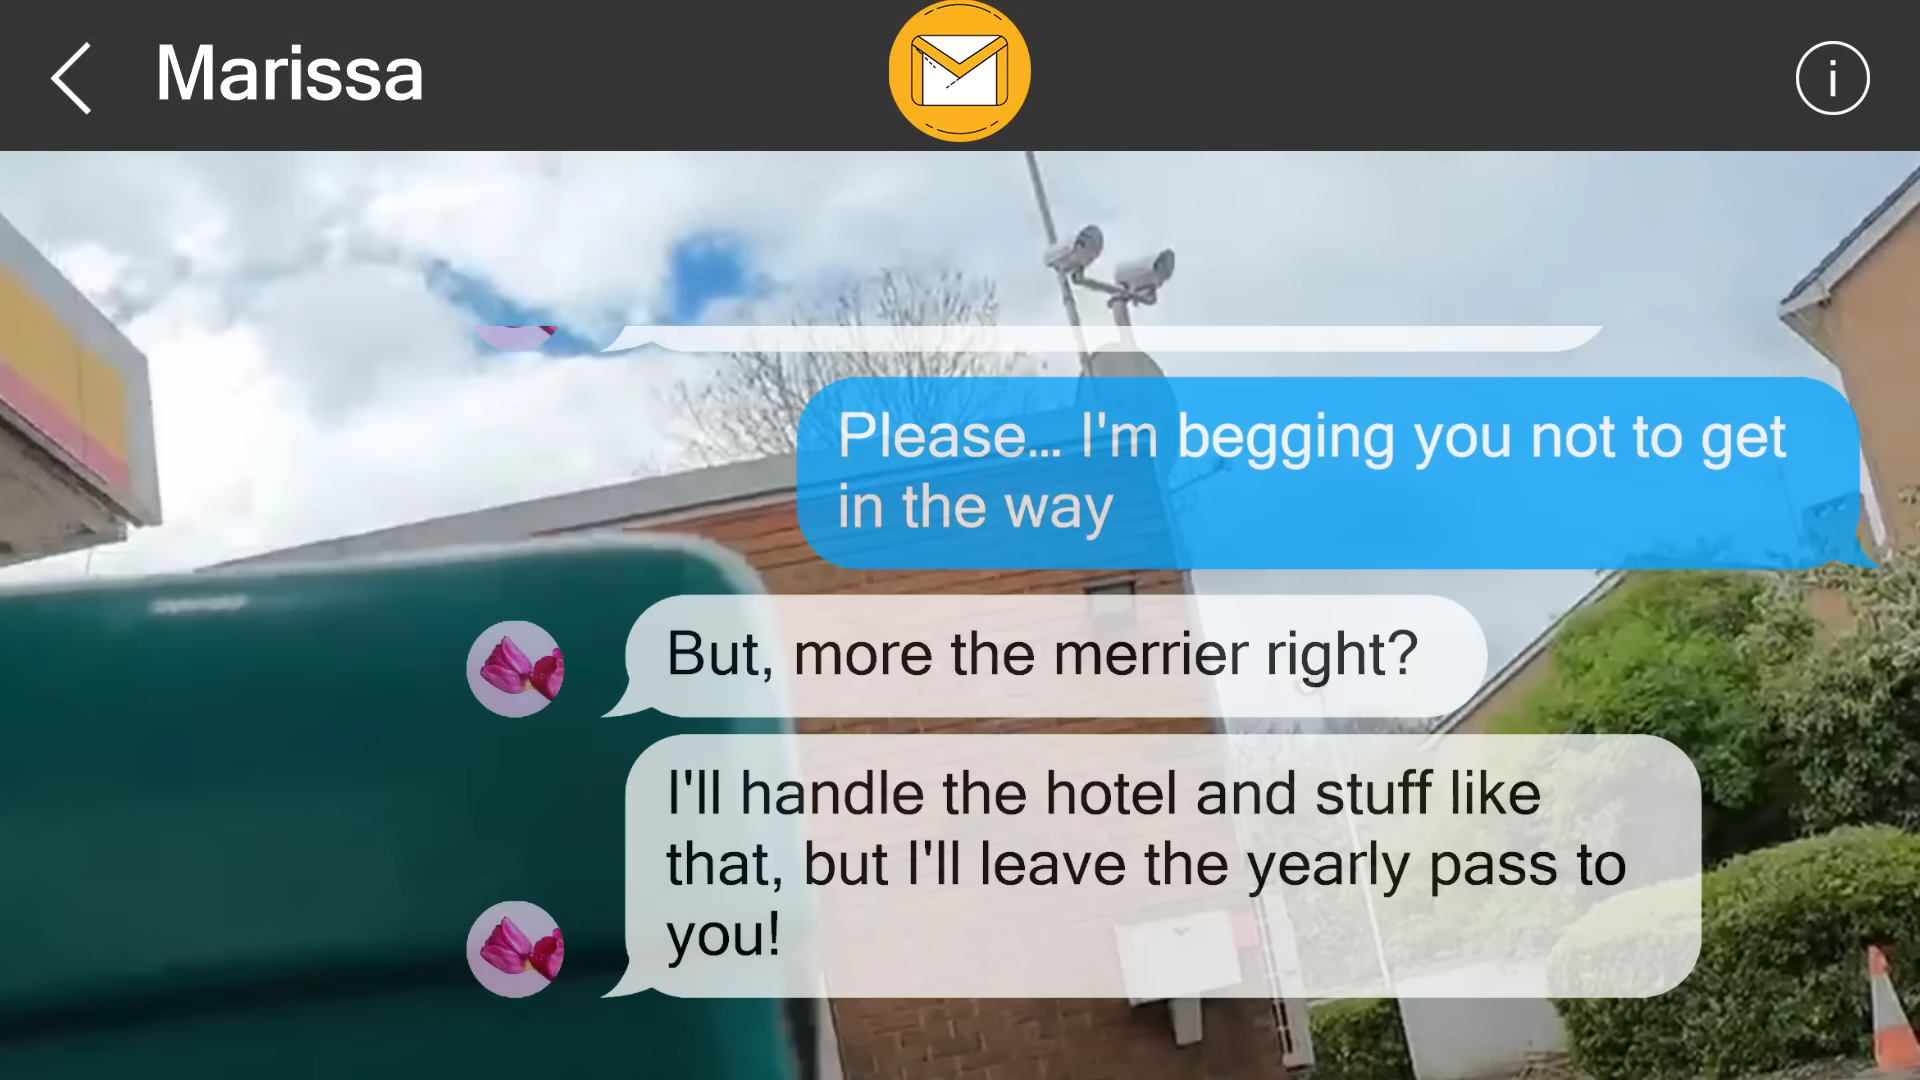 Marissa
Please... I'm begging you not to get
in the way
But, more the merrier right?
I'll handle the hotel and stuff like
that, but I'll leave the yearly pass to
you!